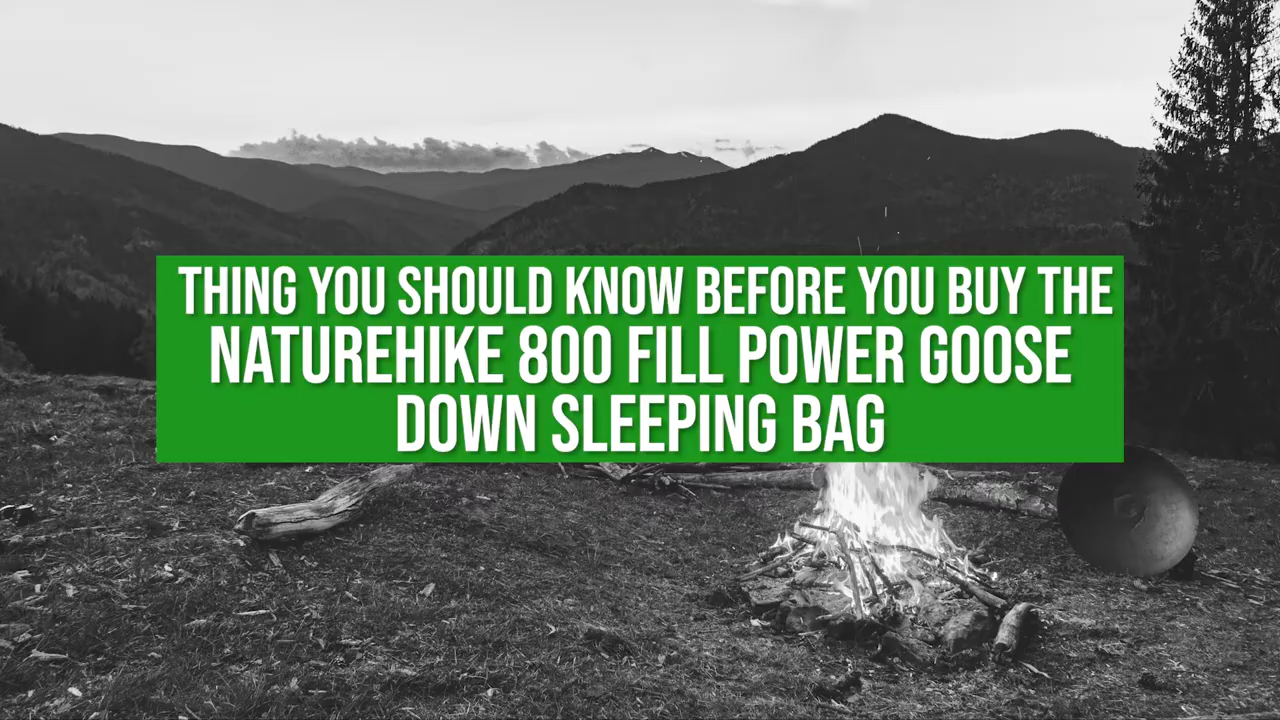 THING YOU SHOULD KNOW BEFORE YOU BUY THE
NATUREHIKE 800 FILL POWER GOOSE
DOWN SLEEPING BAG